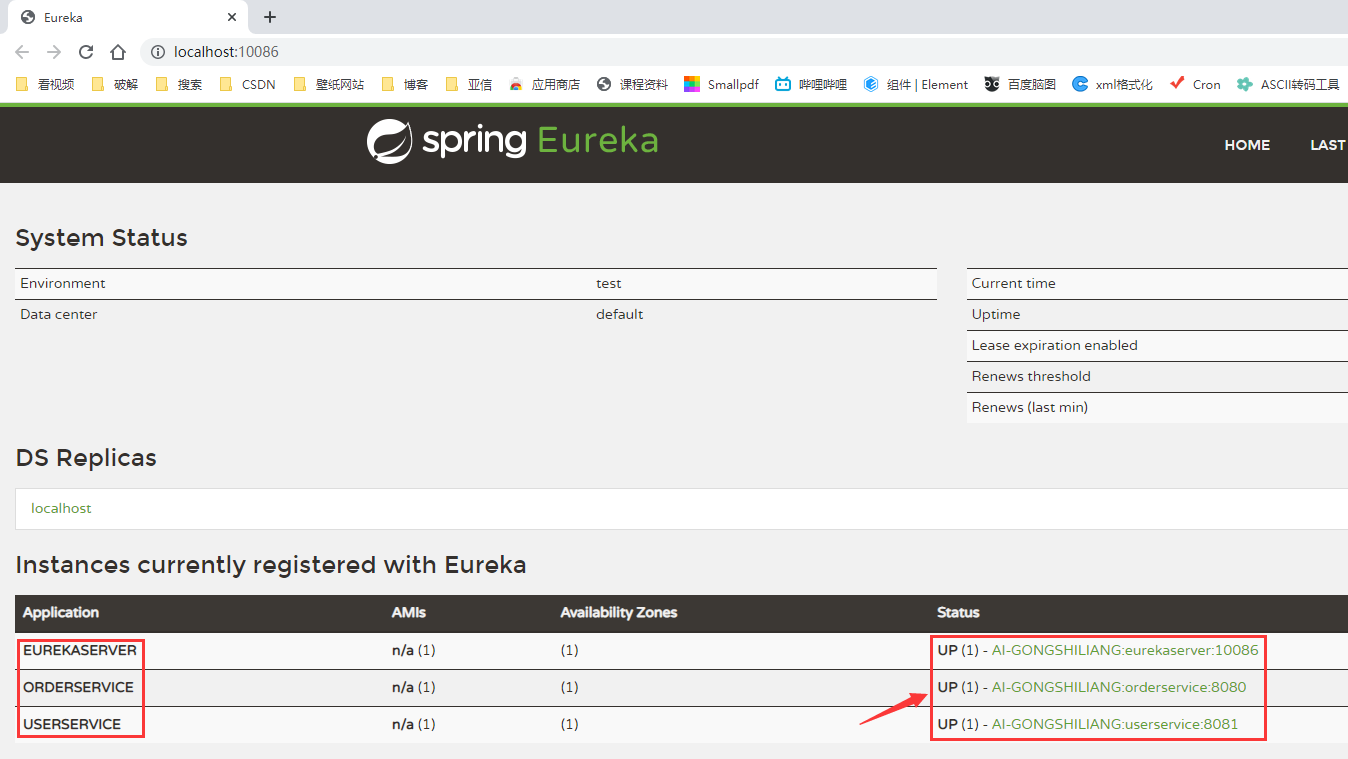 Eureka
localhost:10086
看视频 破解 搜索 CSDN 壁纸网站 博客 亚信 应用商店 课程资料 Smallpdf 哔哩哔哩 组件 | Element 百度脑图 xml格式化 Cron ASCII转码工具
spring Eureka HOME LAST
System Status
Environment test Current time
Data center default Uptime
Lease expiration enabled
Renews threshold
Renews (last min)
DS Replicas
localhost
Instances currently registered with Eureka
Application AMIs Availability Zones Status
EUREKASERVER n/a (1) (1) UP (1) - AI-GONGSHILIANG:eurekaserver:10086
ORDERSERVICE n/a (1) (1) UP (1) - AI-GONGSHILIANG:orderservice:8080
USERSERVICE n/a (1) (1) UP (1) - AI-GONGSHILIANG:userservice:8081